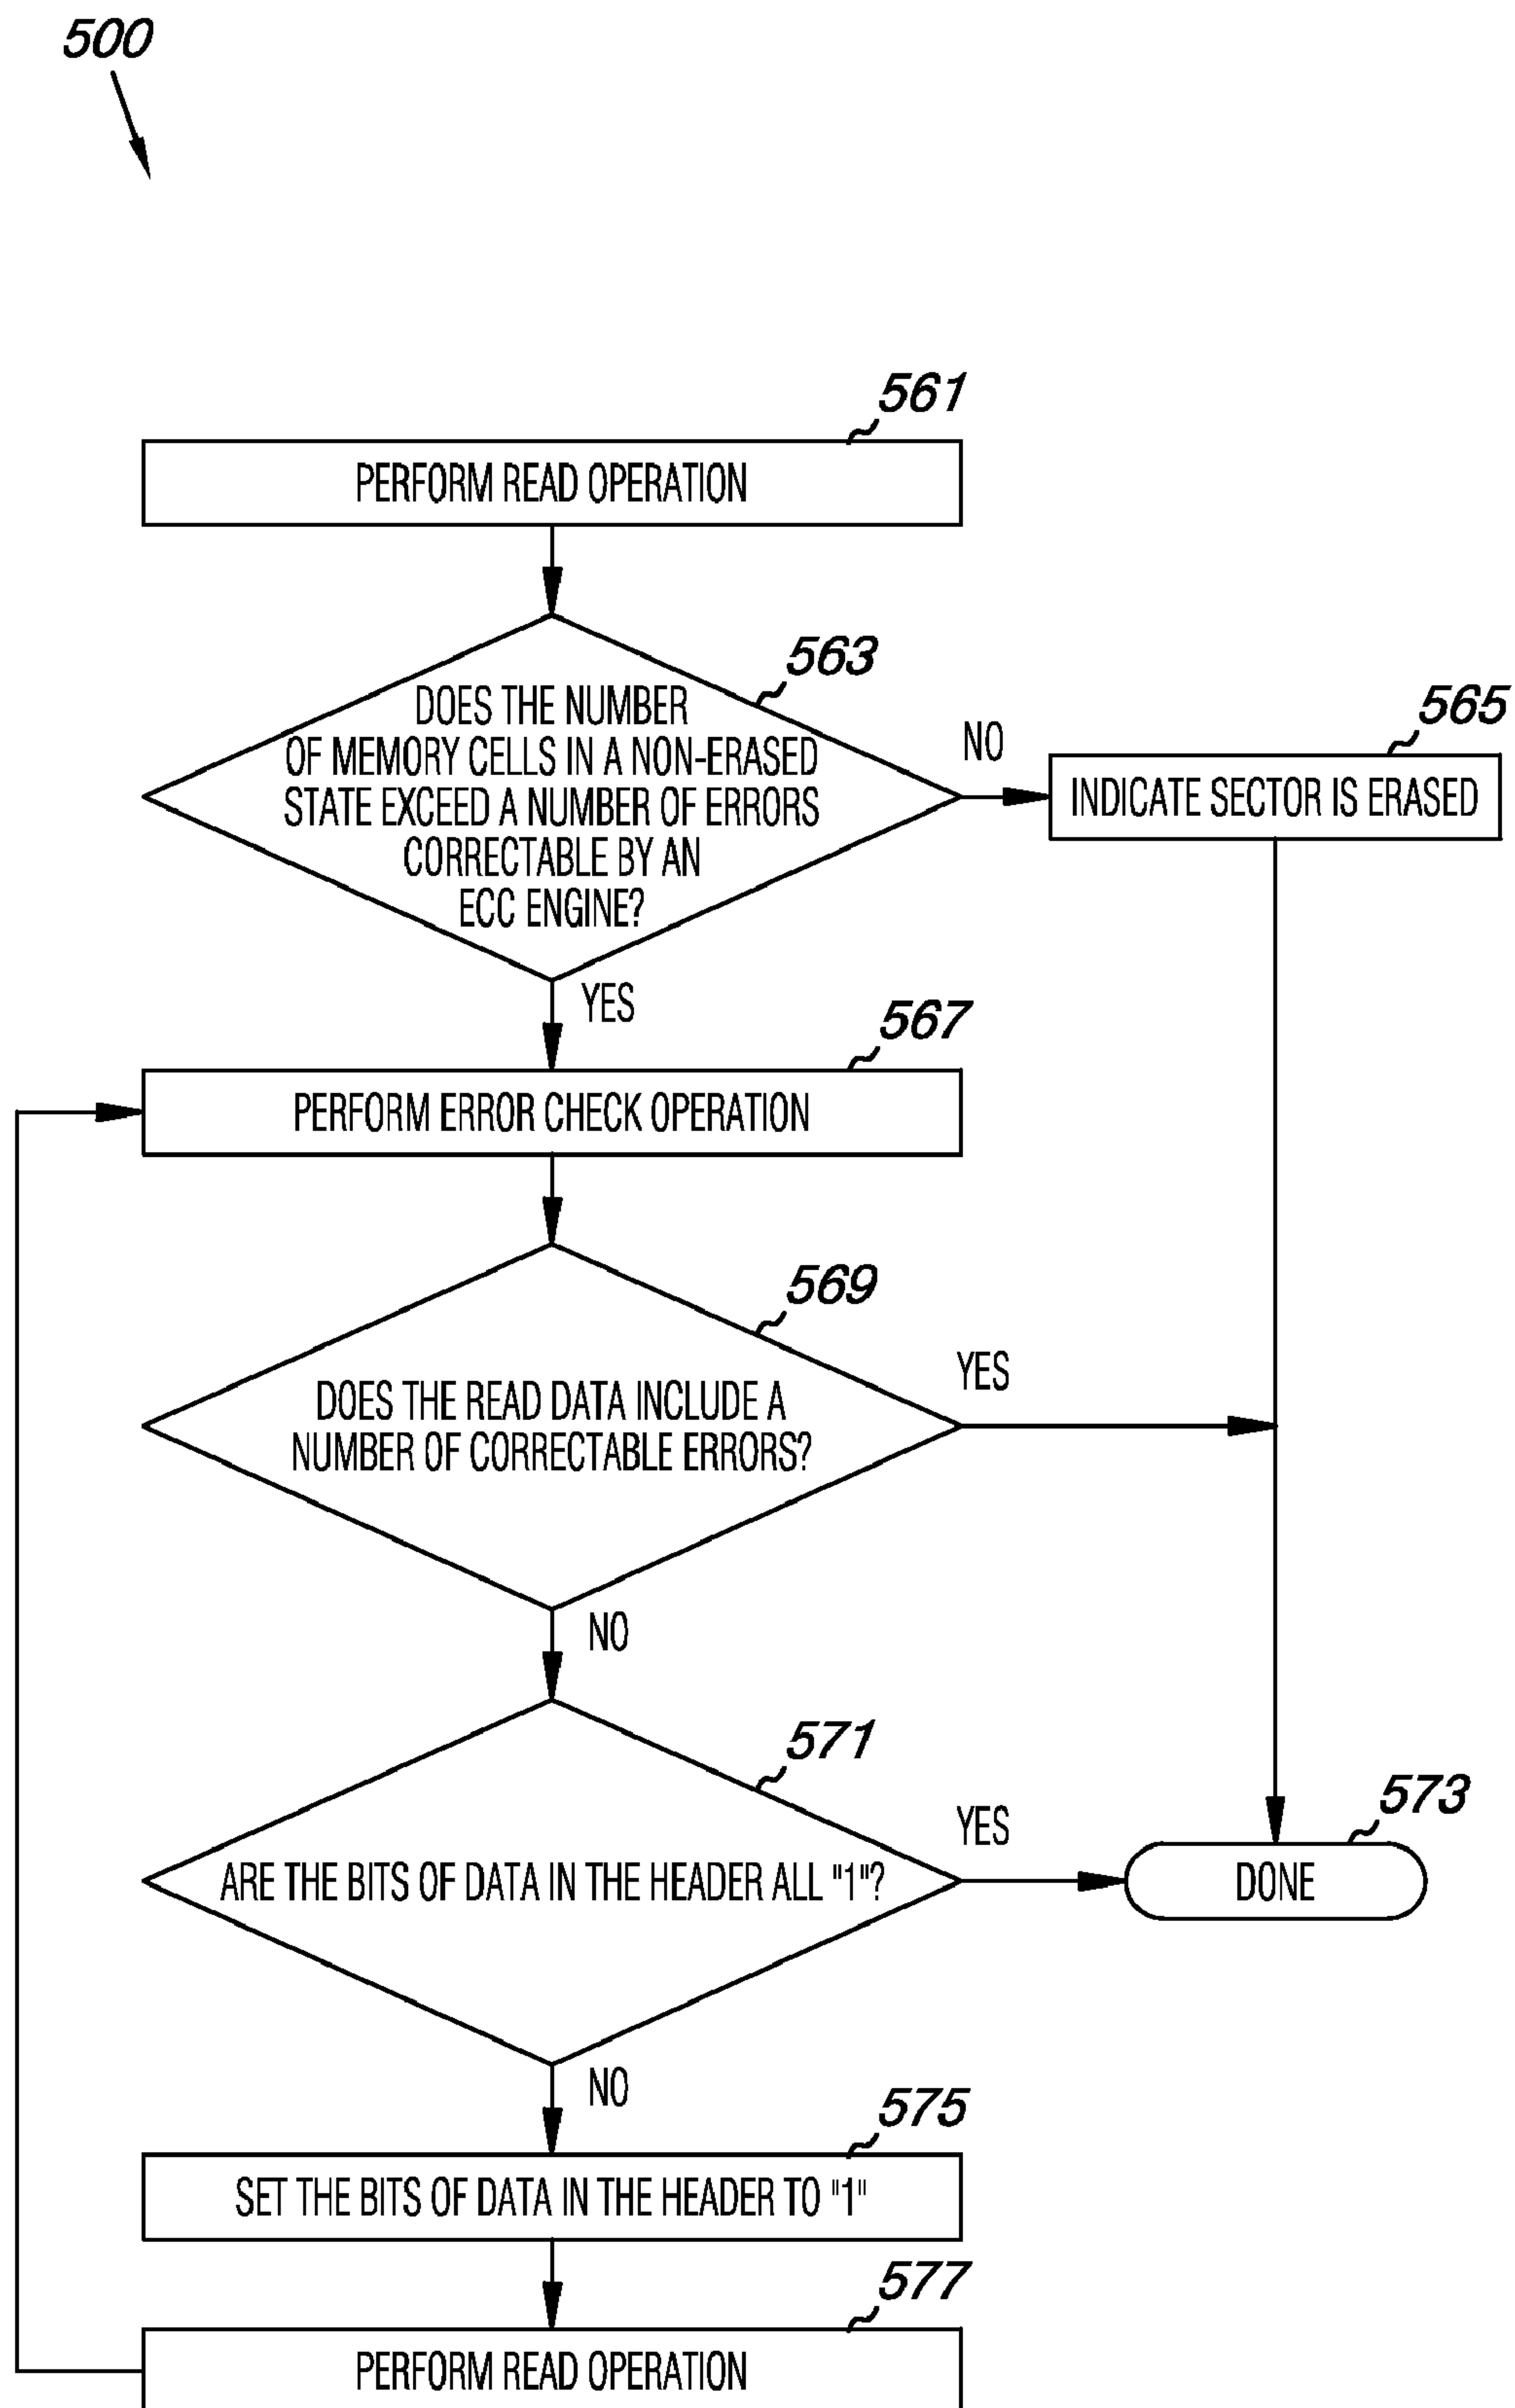 500
561
PERFORM READ OPERATION
563
DOES THE NUMBER
OF MEMORY CELLS IN A NON-ERASED
STATE EXCEED A NUMBER OF ERRORS
CORRECTABLE BY AN
ECC ENGINE?
NO
565
INDICATE SECTOR IS ERASED
YES
567
PERFORM ERROR CHECK OPERATION
569
DOES THE READ DATA INCLUDE A
NUMBER OF CORRECTABLE ERRORS?
YES
NO
571
ARE THE BITS OF DATA IN THE HEADER ALL "1"?
YES
573
DONE
NO
575
SET THE BITS OF DATA IN THE HEADER TO "1"
577
PERFORM READ OPERATION